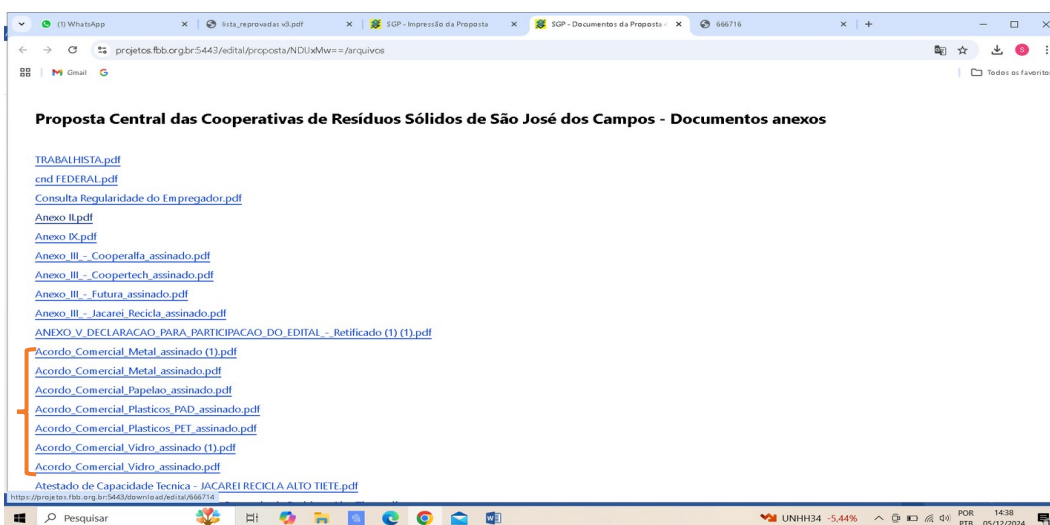 (1) WhatsApp
lista_reprovadas v3.pdf
SGP - Impressão da Proposta
SGP - Documentos da Proposta
666716
projetos.fbb.org.br:5443/edital/proposta/NDUxMw==/arquivos
Gmail
Todos os favoritos
Proposta Central das Cooperativas de Resíduos Sólidos de São José dos Campos - Documentos anexos
TRABALHISTA.pdf
cnd FEDERAL.pdf
Consulta Regularidade do Empregador.pdf
Anexo II.pdf
Anexo IX.pdf
Anexo_III_-_Cooperalfa_assinado.pdf
Anexo_III_-_Coopertech_assinado.pdf
Anexo_III_-_Futura_assinado.pdf
Anexo_III_-_Jacarei_Recicla_assinado.pdf
ANEXO_V_DECLARACAO_PARA_PARTICIPACAO_DO_EDITAL_-_Retificado (1) (1).pdf
Acordo_Comercial_Metal_assinado (1).pdf
Acordo_Comercial_Metal_assinado.pdf
Acordo_Comercial_Papelao_assinado.pdf
Acordo_Comercial_Plasticos_PAD_assinado.pdf
Acordo_Comercial_Plasticos_PET_assinado.pdf
Acordo_Comercial_Vidro_assinado (1).pdf
Acordo_Comercial_Vidro_assinado.pdf
Atestado de Capacidade Tecnica - JACAREI RECICLA ALTO TIETE.pdf
https://projetos.fbb.org.br:5443/download/edital/666714
Pesquisar
UNHH34 -5,44%
POR
PTB
14:38
05/12/2024